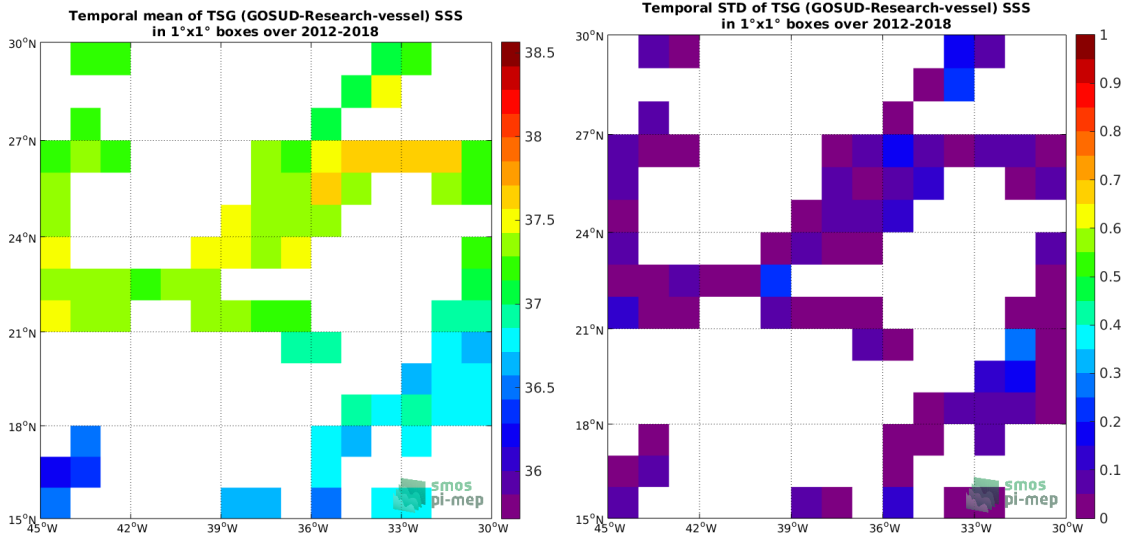 Temporal mean of TSG (GOSUD-Research-vessel) SSS
in 1°x1° boxes over 2012-2018
30°N
27°N
24°N
21°N
18°N
15°N
45°W 42°W 39°W 36°W 33°W 30°W
38.5
38
37.5
37
36.5
36
smos
pi-mep
Temporal STD of TSG (GOSUD-Research-vessel) SSS
in 1°x1° boxes over 2012-2018
30°N
27°N
24°N
21°N
18°N
15°N
45°W 42°W 39°W 36°W 33°W 30°W
1
0.9
0.8
0.7
0.6
0.5
0.4
0.3
0.2
0.1
0
smos
pi-mep